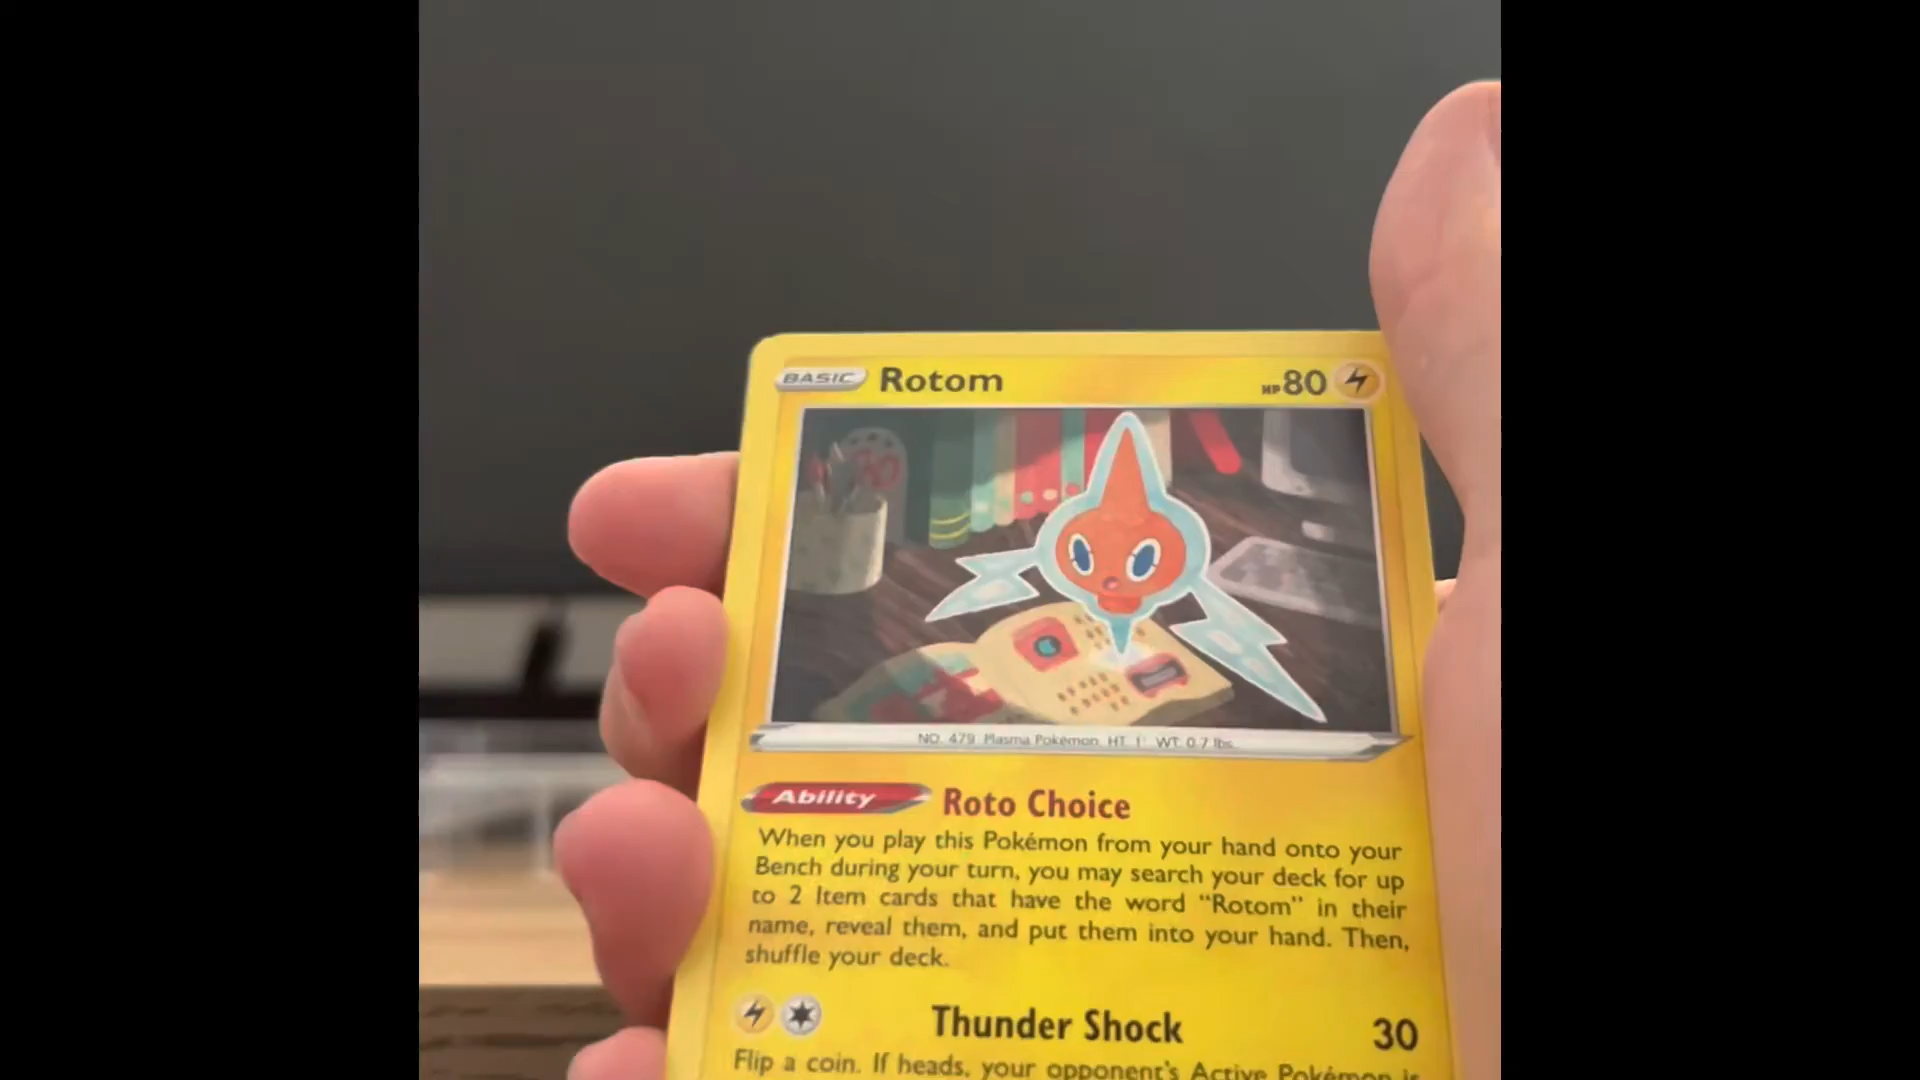 BASIC Rotom HP 80
NO. 479 Plasma Pokémon HT: 1' WT: 0.7 lbs.
Ability Roto Choice
When you play this Pokémon from your hand onto your
Bench during your turn, you may search your deck for up
to 2 Item cards that have the word “Rotom” in their
name, reveal them, and put them into your hand. Then,
shuffle your deck.
Thunder Shock 30
Flip a coin. If heads, your opponent's Active Pokémon is